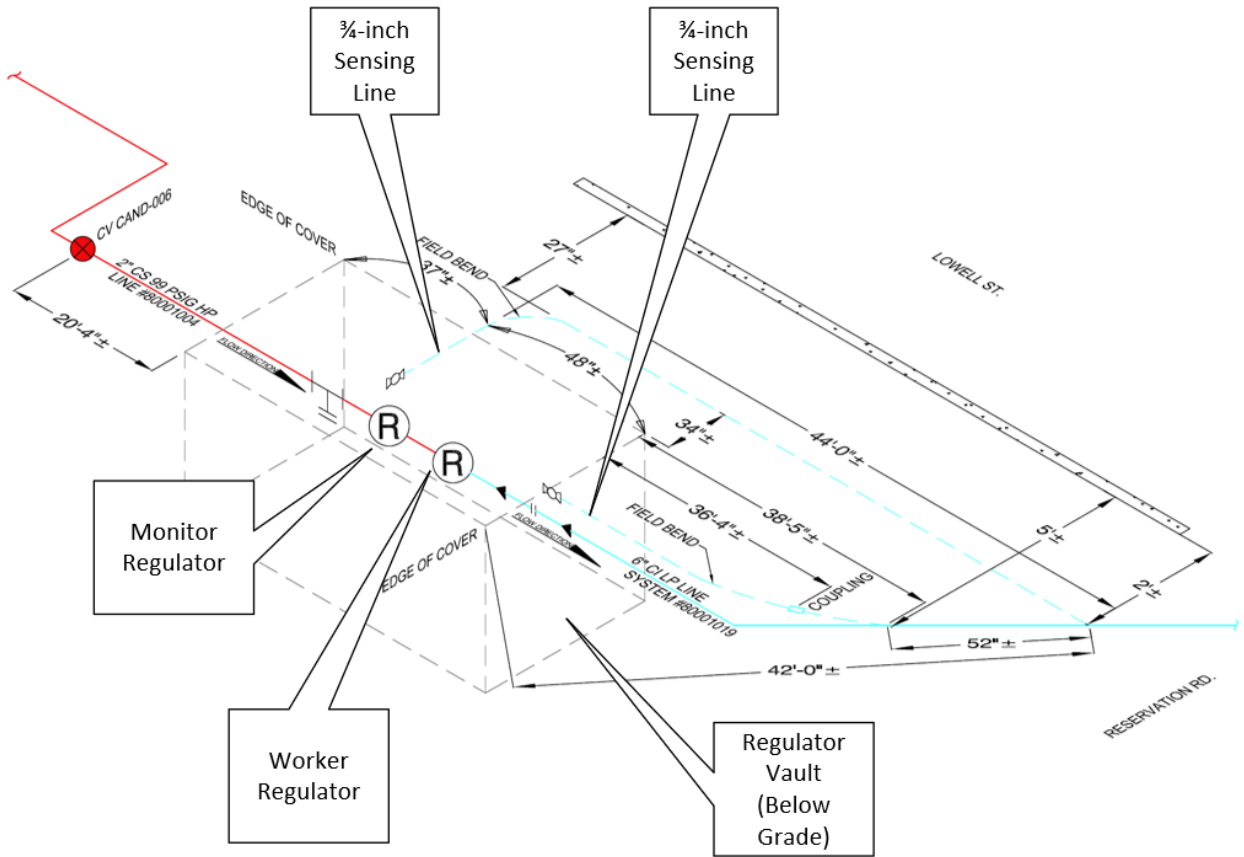 ¾-inch
Sensing
Line
¾-inch
Sensing
Line
CV CAND-006
EDGE OF COVER
2" CS 99 PSIG HP
LINE #80001004
20'-4"±
FLOW DIRECTION
37"±
FIELD BEND
27"±
LOWELL ST.
48"±
34"±
44'-0"±
36'-4"±
38'-5"±
5'±
2'±
R
R
FLOW DIRECTION
FIELD BEND
COUPLING
EDGE OF COVER
6" CI LP LINE
SYSTEM #80001019
52"±
42'-0"±
RESERVATION RD.
Monitor
Regulator
Worker
Regulator
Regulator
Vault
(Below
Grade)